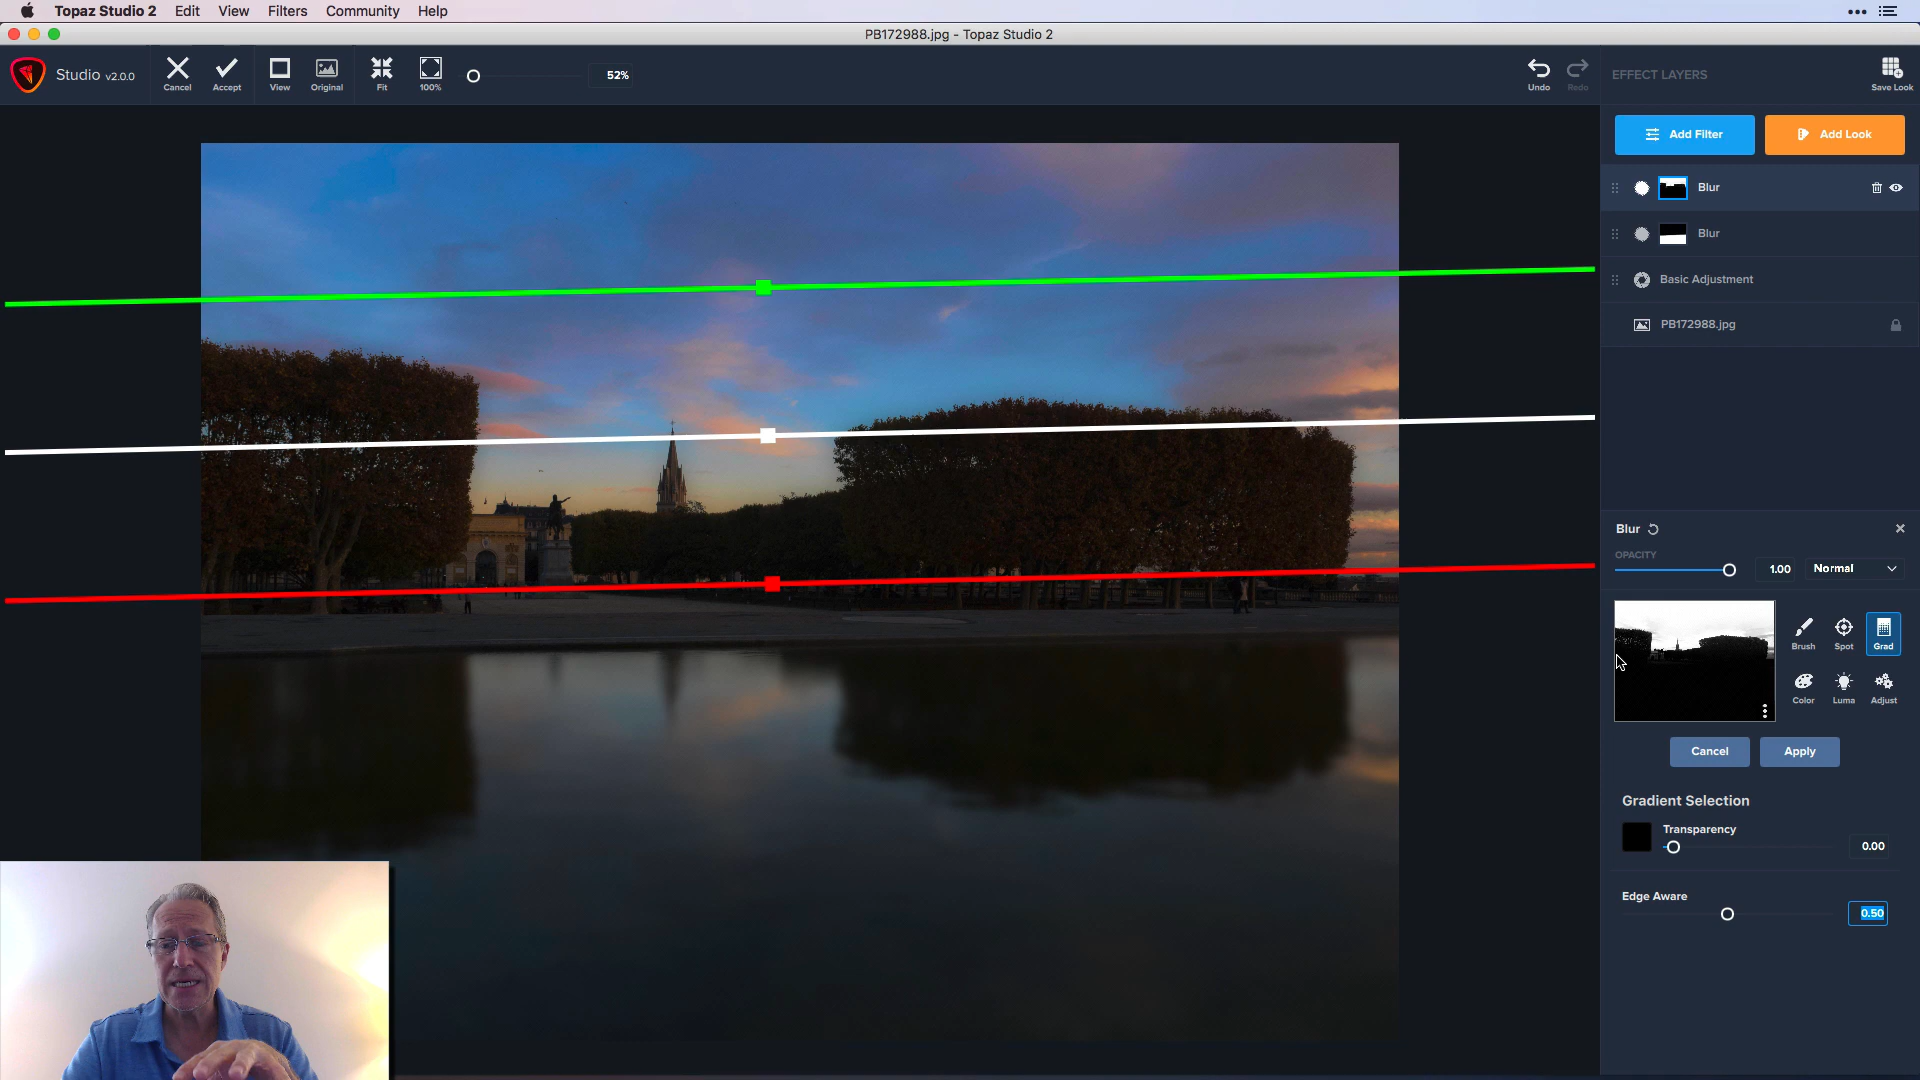 Topaz Studio 2 Edit View Filters Community Help
PB172988.jpg - Topaz Studio 2
Studio v2.0.0
Cancel
Accept
View
Original
Fit
100%
52%
Undo
Redo
EFFECT LAYERS
Save Look
Add Filter
Add Look
Blur
Blur
Basic Adjustment
PB172988.jpg
Blur
OPACITY
1.00
Normal
Brush
Spot
Grad
Color
Luma
Adjust
Cancel
Apply
Gradient Selection
Transparency
0.00
Edge Aware
0.50